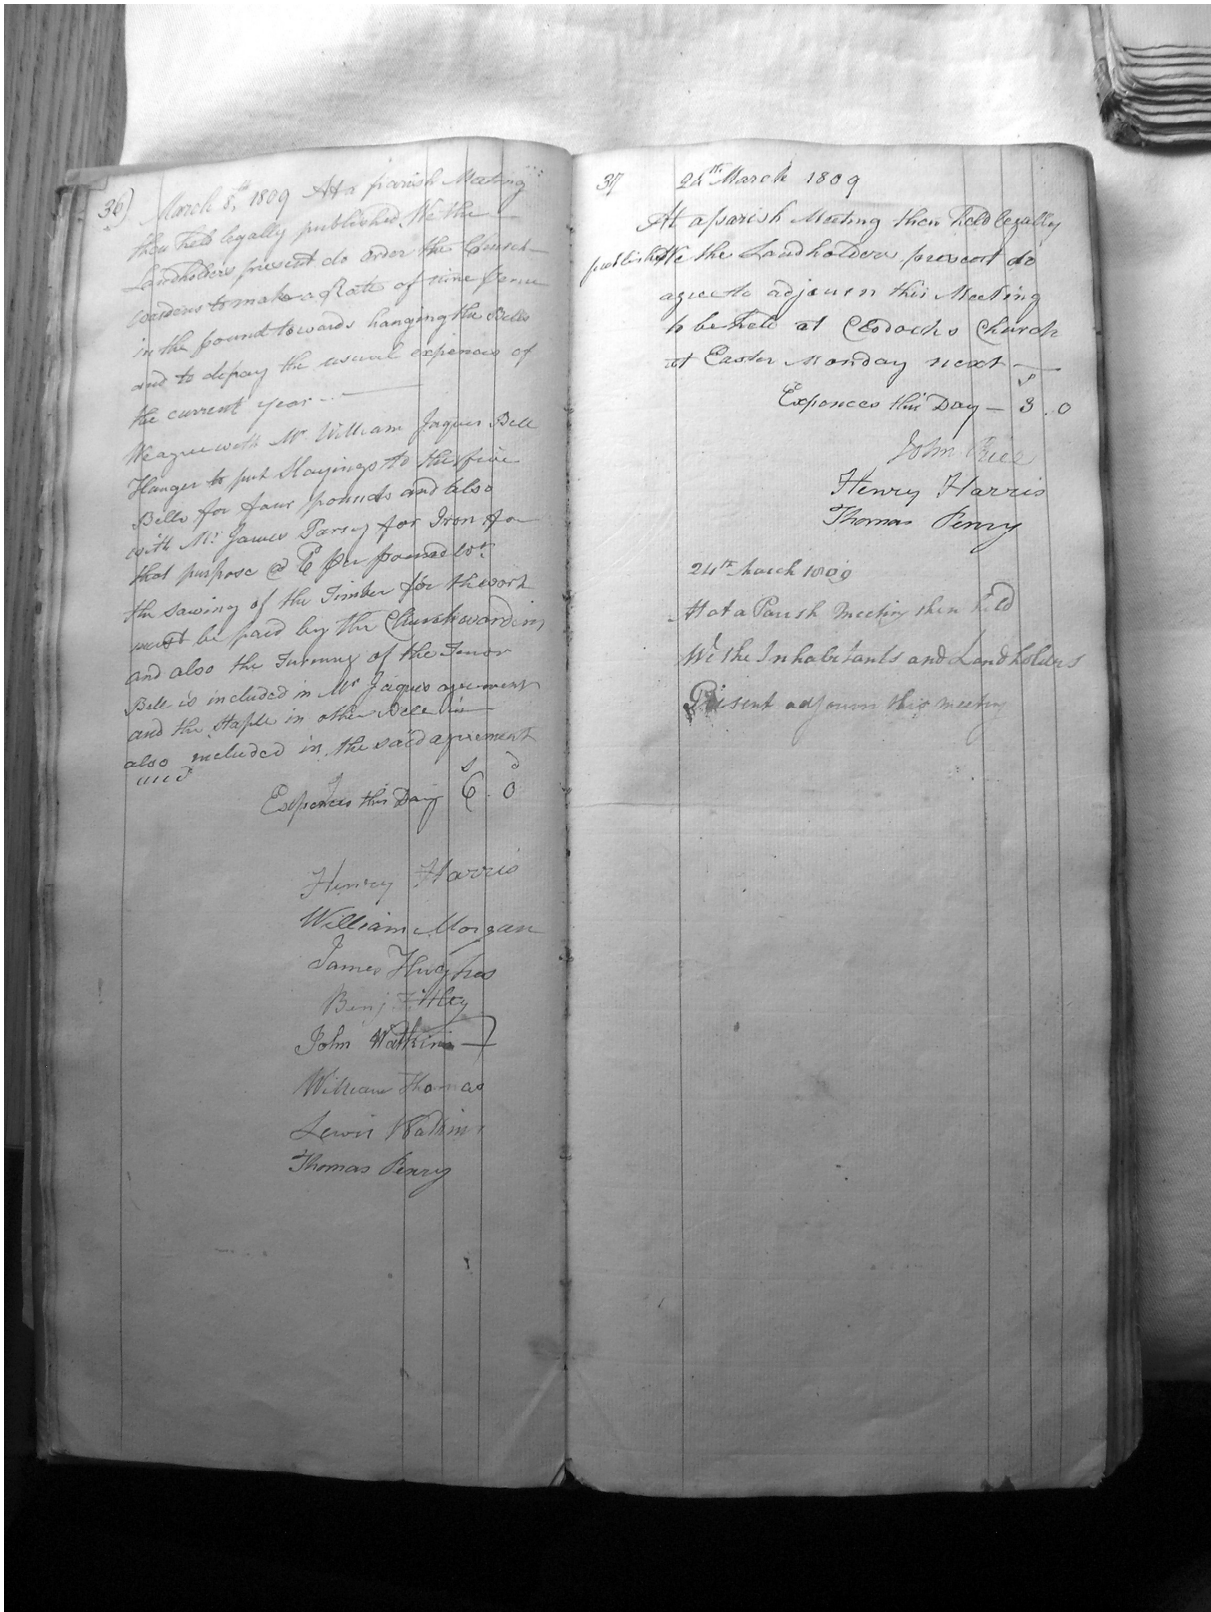 36) March 8th, 1809 At a parish Meeting
then held legally published. We the
Landholders present do order the Church
wardens to make a Rate of nine pence
in the pound towards hanging the Bells
and to defray the usual expences of
the current year
We agree with Mr William Jaques Bell
Hanger to put Stayings to the five
Bells for four pounds and also
with Mr James Parry for Iron for
that purpose @ per pound wt.
the sawing of the Timber for the work
must be paid by the Churchwardens
and also the Turning of the Tenor
Bell is included in Mr Jaques agreement
and the Staple in other Bell is
also included in the said agreement
s d
Expences this Day 6 . 0
Henry Harris
William Morgan
James Hughes
Benj
John Watkins
William Thomas
Lewis Watkins
Thomas Perry
37 24th March 1809
At a parish Meeting then held legally
published We the Landholders present do
agree to adjourn this Meeting
to be held at Clodocks Church
at Easter Monday next
s
Expences this Day — 3 . 0
John Price
Henry Harris
Thomas Perry
24th March 1809
At a Parish Meeting then held
We the Inhabitants and Landholders
Present adjourn this meeting